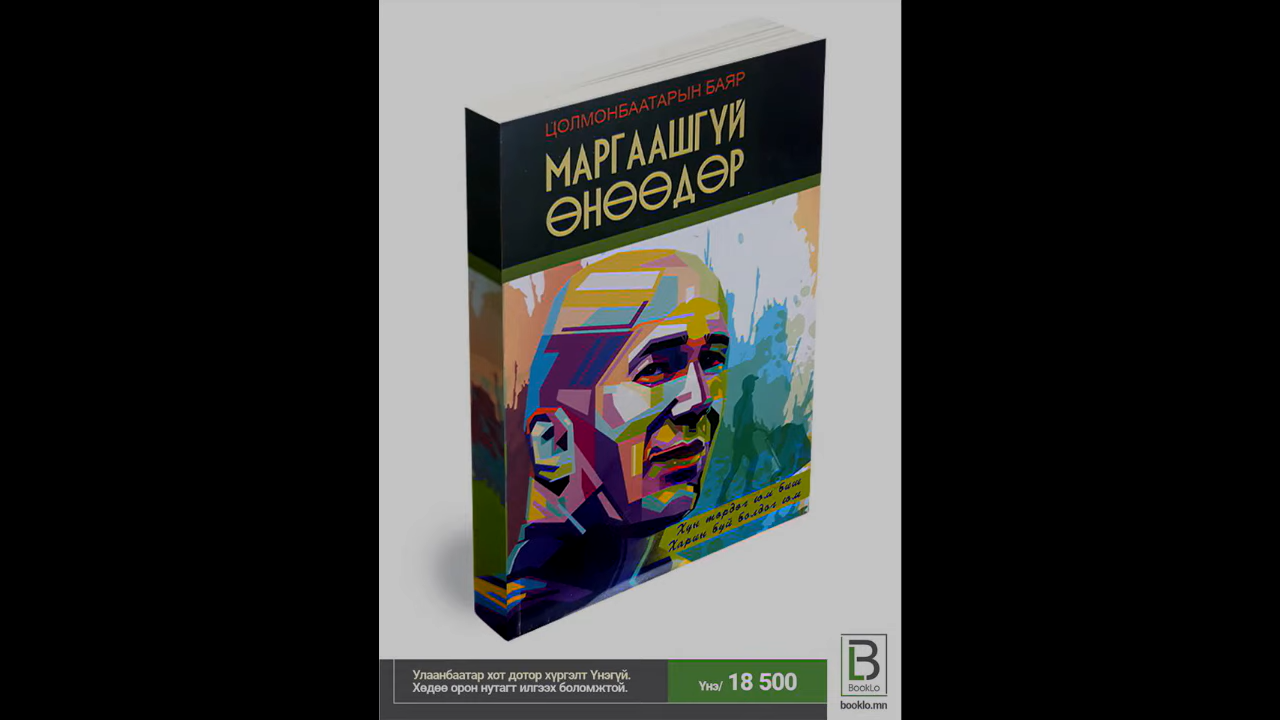 ЦОЛМОНБААТАРЫН БАЯР
МАРГААШГҮЙ
ӨНӨӨДӨР
Хүн төрдөг юм биш
Харин бүй болдог юм
Улаанбаатар хот дотор хүргэлт Үнэгүй.
Хөдөө орон нутагт илгээх боломжтой.
Үнэ/ 18 500
BookLo
booklo.mn